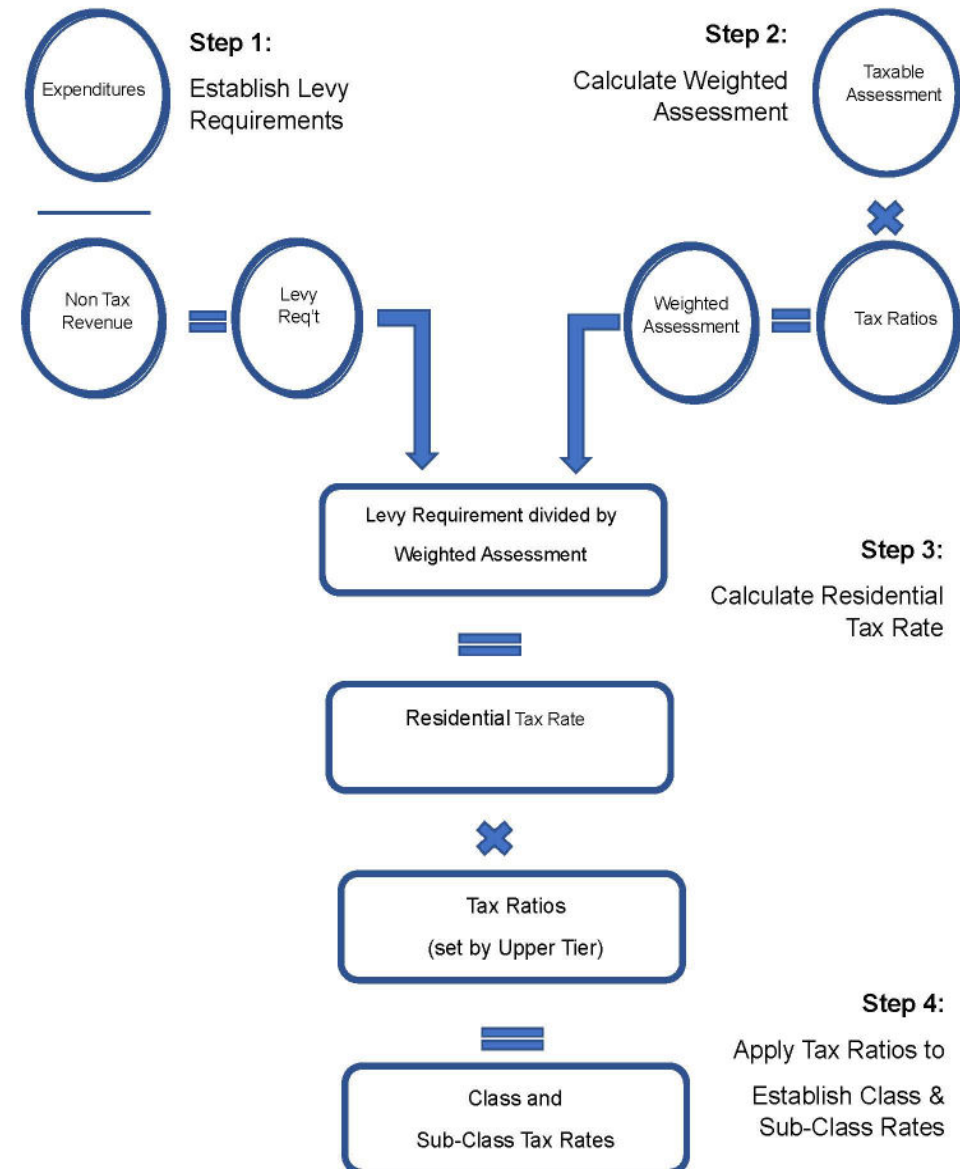 Step 1:
Establish Levy
Requirements
Expenditures
Step 2:
Calculate Weighted
Assessment
Taxable
Assessment
Non Tax
Revenue
Levy
Req't
Weighted
Assessment
Tax Ratios
Levy Requirement divided by
Weighted Assessment
Step 3:
Calculate Residential
Tax Rate
Residential Tax Rate
Tax Ratios
(set by Upper Tier)
Step 4:
Apply Tax Ratios to
Establish Class &
Sub-Class Rates
Class and
Sub-Class Tax Rates